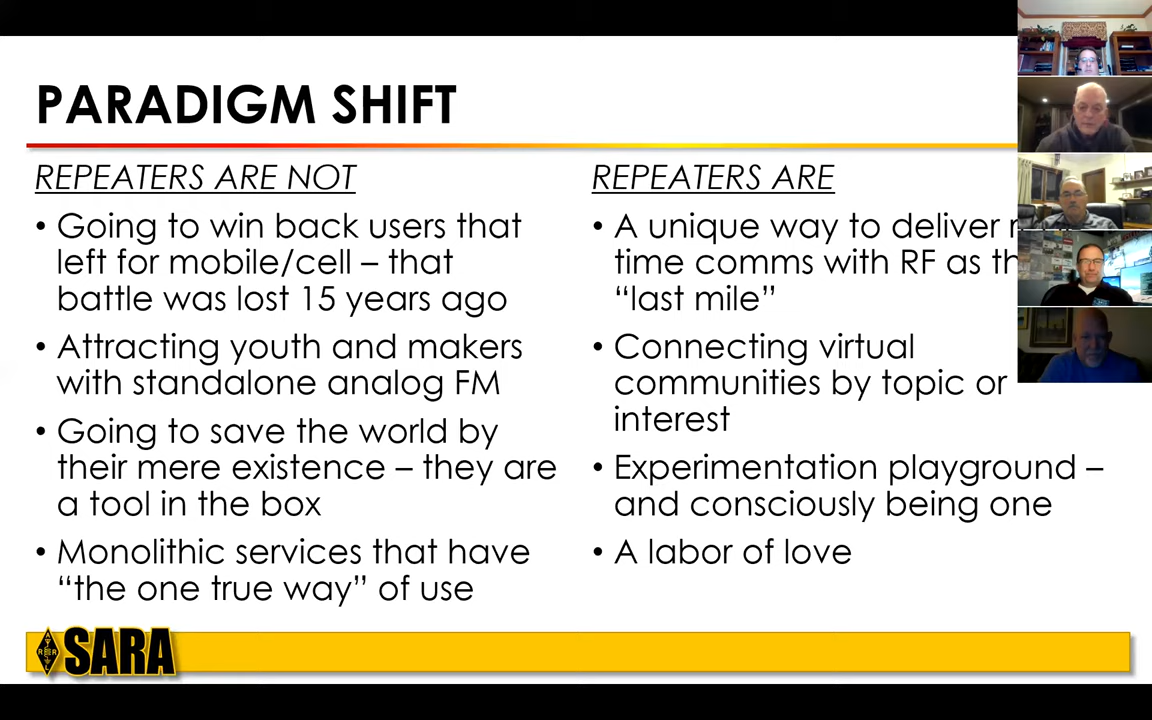 PARADIGM SHIFT
REPEATERS ARE NOT
• Going to win back users that
left for mobile/cell – that
battle was lost 15 years ago
• Attracting youth and makers
with standalone analog FM
• Going to save the world by
their mere existence – they are
a tool in the box
• Monolithic services that have
“the one true way” of use
REPEATERS ARE
• A unique way to deliver
time comms with RF as
“last mile”
• Connecting virtual
communities by topic or
interest
• Experimentation playground –
and consciously being one
• A labor of love
SARA